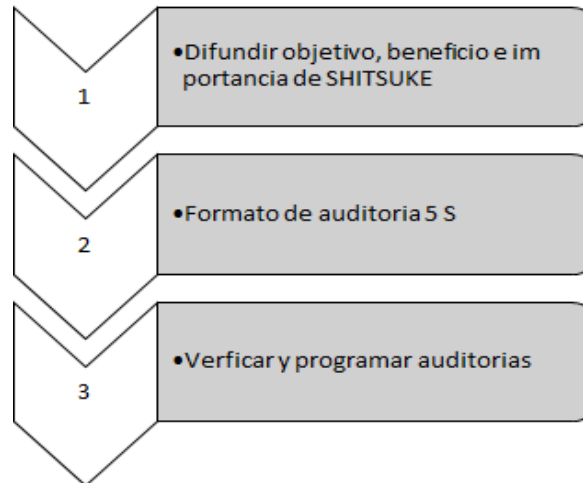 •Difundir objetivo, beneficio e im
portancia de SHITSUKE
1
•Formato de auditoria 5 S
2
•Verficar y programar auditorias
3